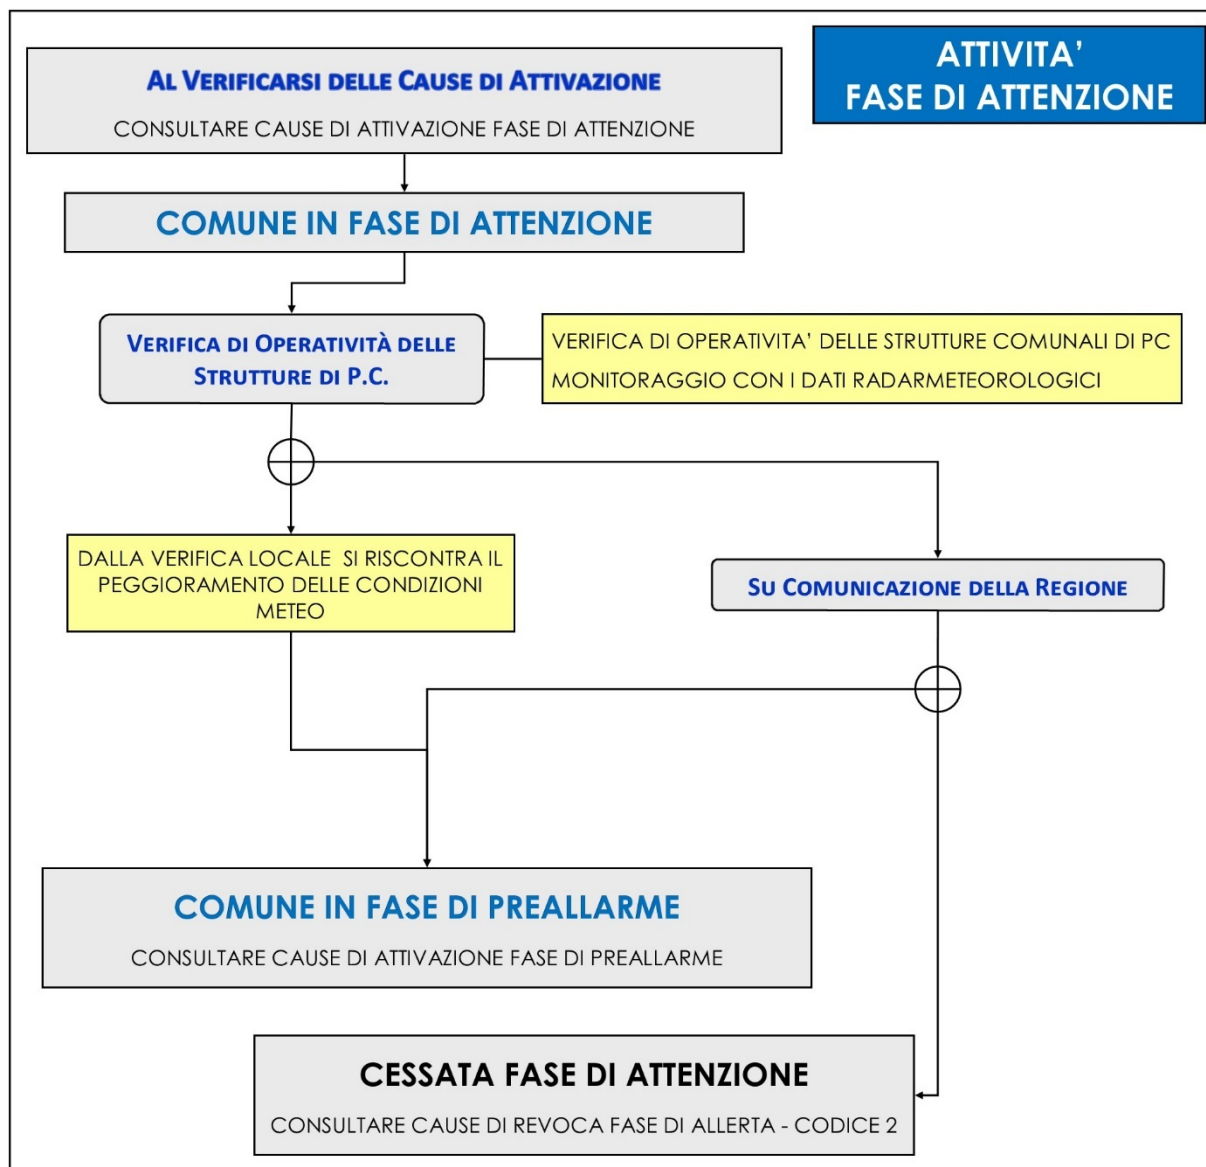 ATTIVITA’
FASE DI ATTENZIONE
AL VERIFICARSI DELLE CAUSE DI ATTIVAZIONE
CONSULTARE CAUSE DI ATTIVAZIONE FASE DI ATTENZIONE
COMUNE IN FASE DI ATTENZIONE
VERIFICA DI OPERATIVITÀ DELLE
STRUTTURE DI P.C.
VERIFICA DI OPERATIVITA’ DELLE STRUTTURE COMUNALI DI PC
MONITORAGGIO CON I DATI RADARMETEOROLOGICI
DALLA VERIFICA LOCALE SI RISCONTRA IL
PEGGIORAMENTO DELLE CONDIZIONI
METEO
SU COMUNICAZIONE DELLA REGIONE
COMUNE IN FASE DI PREALLARME
CONSULTARE CAUSE DI ATTIVAZIONE FASE DI PREALLARME
CESSATA FASE DI ATTENZIONE
CONSULTARE CAUSE DI REVOCA FASE DI ALLERTA - CODICE 2